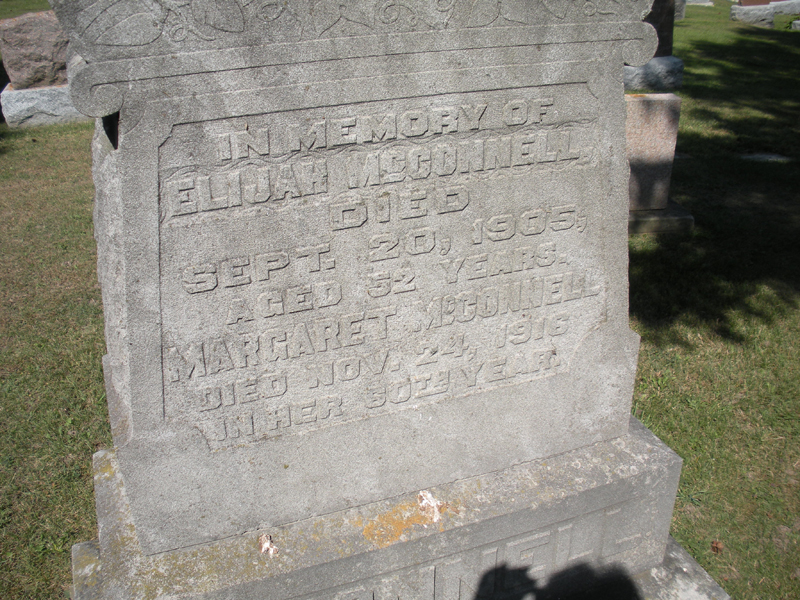 IN MEMORY OF
ELIJAH McCONNELL,
DIED
SEPT. 20, 1905,
AGED 52 YEARS.
MARGARET McCONNELL
DIED NOV. 24, 1916
IN HER YEAR.